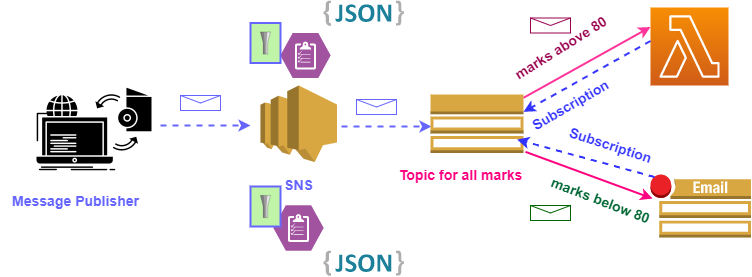 {JSON}
marks above 80
Subscription
Message Publisher
SNS
Topic for all marks
Subscription
Email
marks below 80
{JSON}